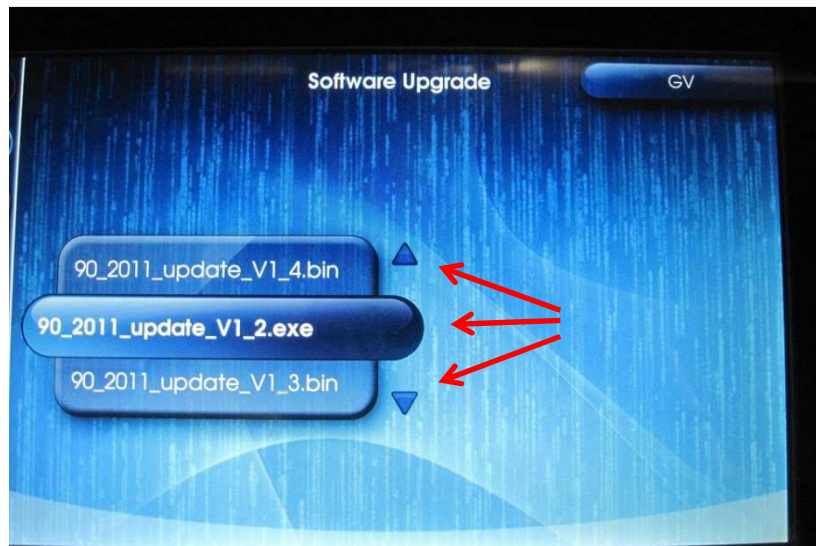 Software Upgrade
GV
90_2011_update_V1_4.bin
90_2011_update_V1_2.exe
90_2011_update_V1_3.bin